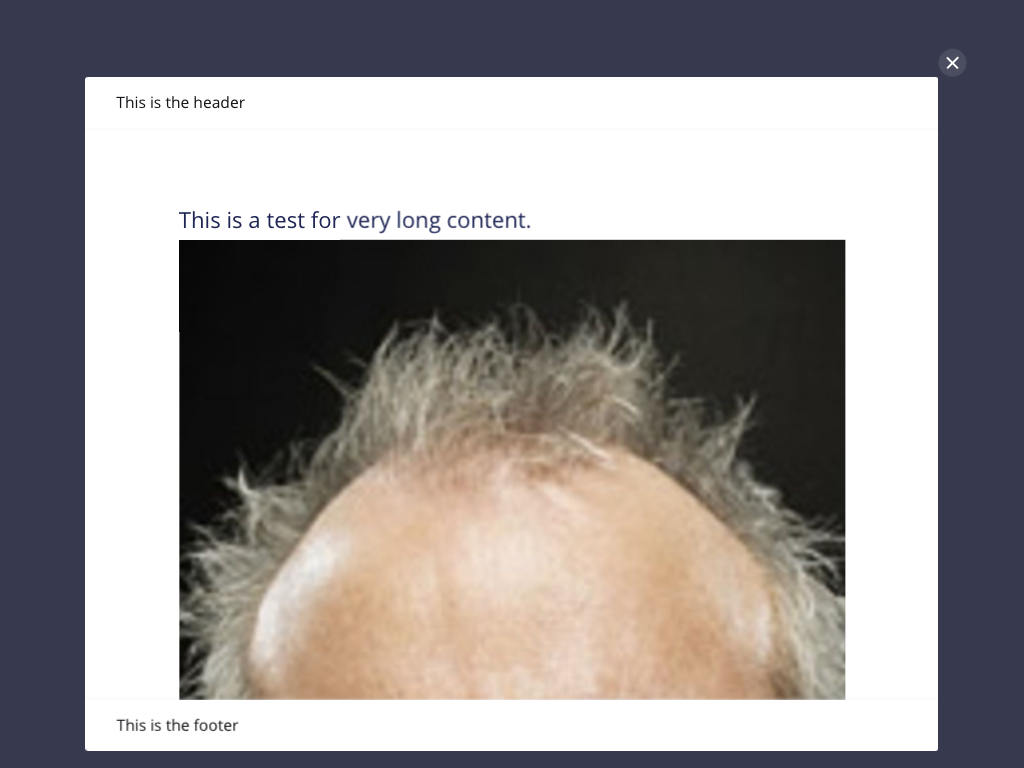 This is the header
This is a test for very long content.
This is the footer